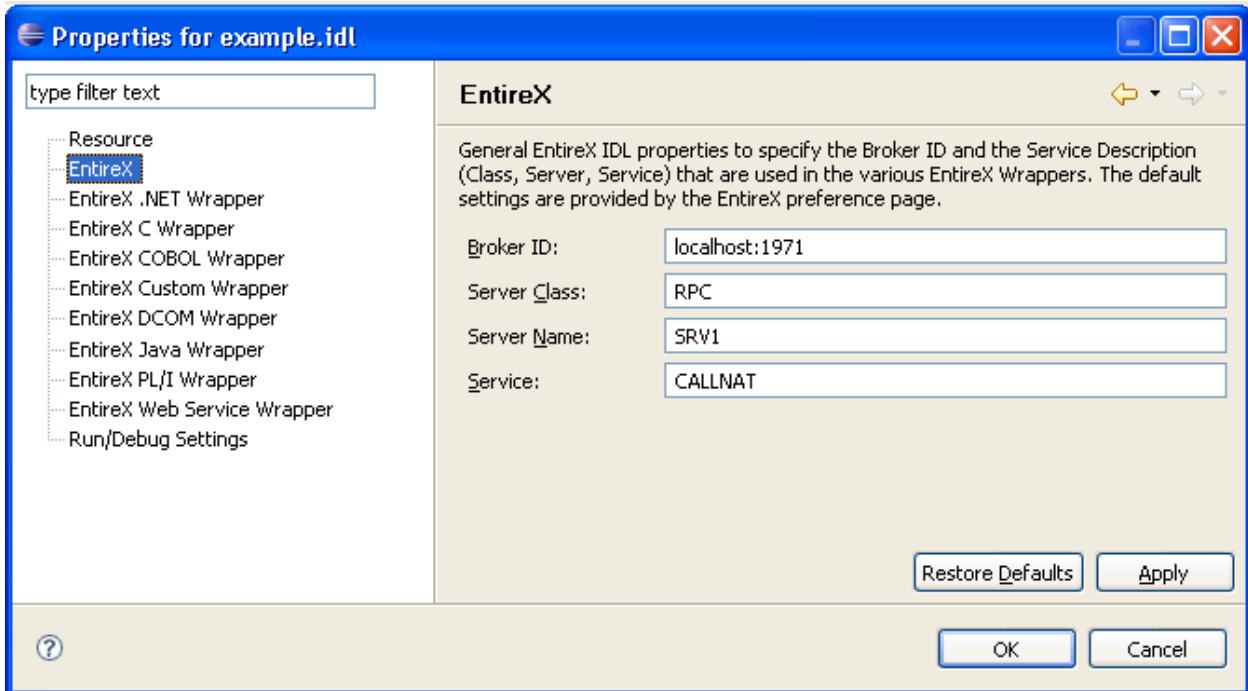 Properties for example.idl
type filter text
Resource
EntireX
EntireX .NET Wrapper
EntireX C Wrapper
EntireX COBOL Wrapper
EntireX Custom Wrapper
EntireX DCOM Wrapper
EntireX Java Wrapper
EntireX PL/I Wrapper
EntireX Web Service Wrapper
Run/Debug Settings
EntireX
General EntireX IDL properties to specify the Broker ID and the Service Description
(Class, Server, Service) that are used in the various EntireX Wrappers. The default
settings are provided by the EntireX preference page.
Broker ID: localhost:1971
Server Class: RPC
Server Name: SRV1
Service: CALLNAT
Restore Defaults Apply
? OK Cancel